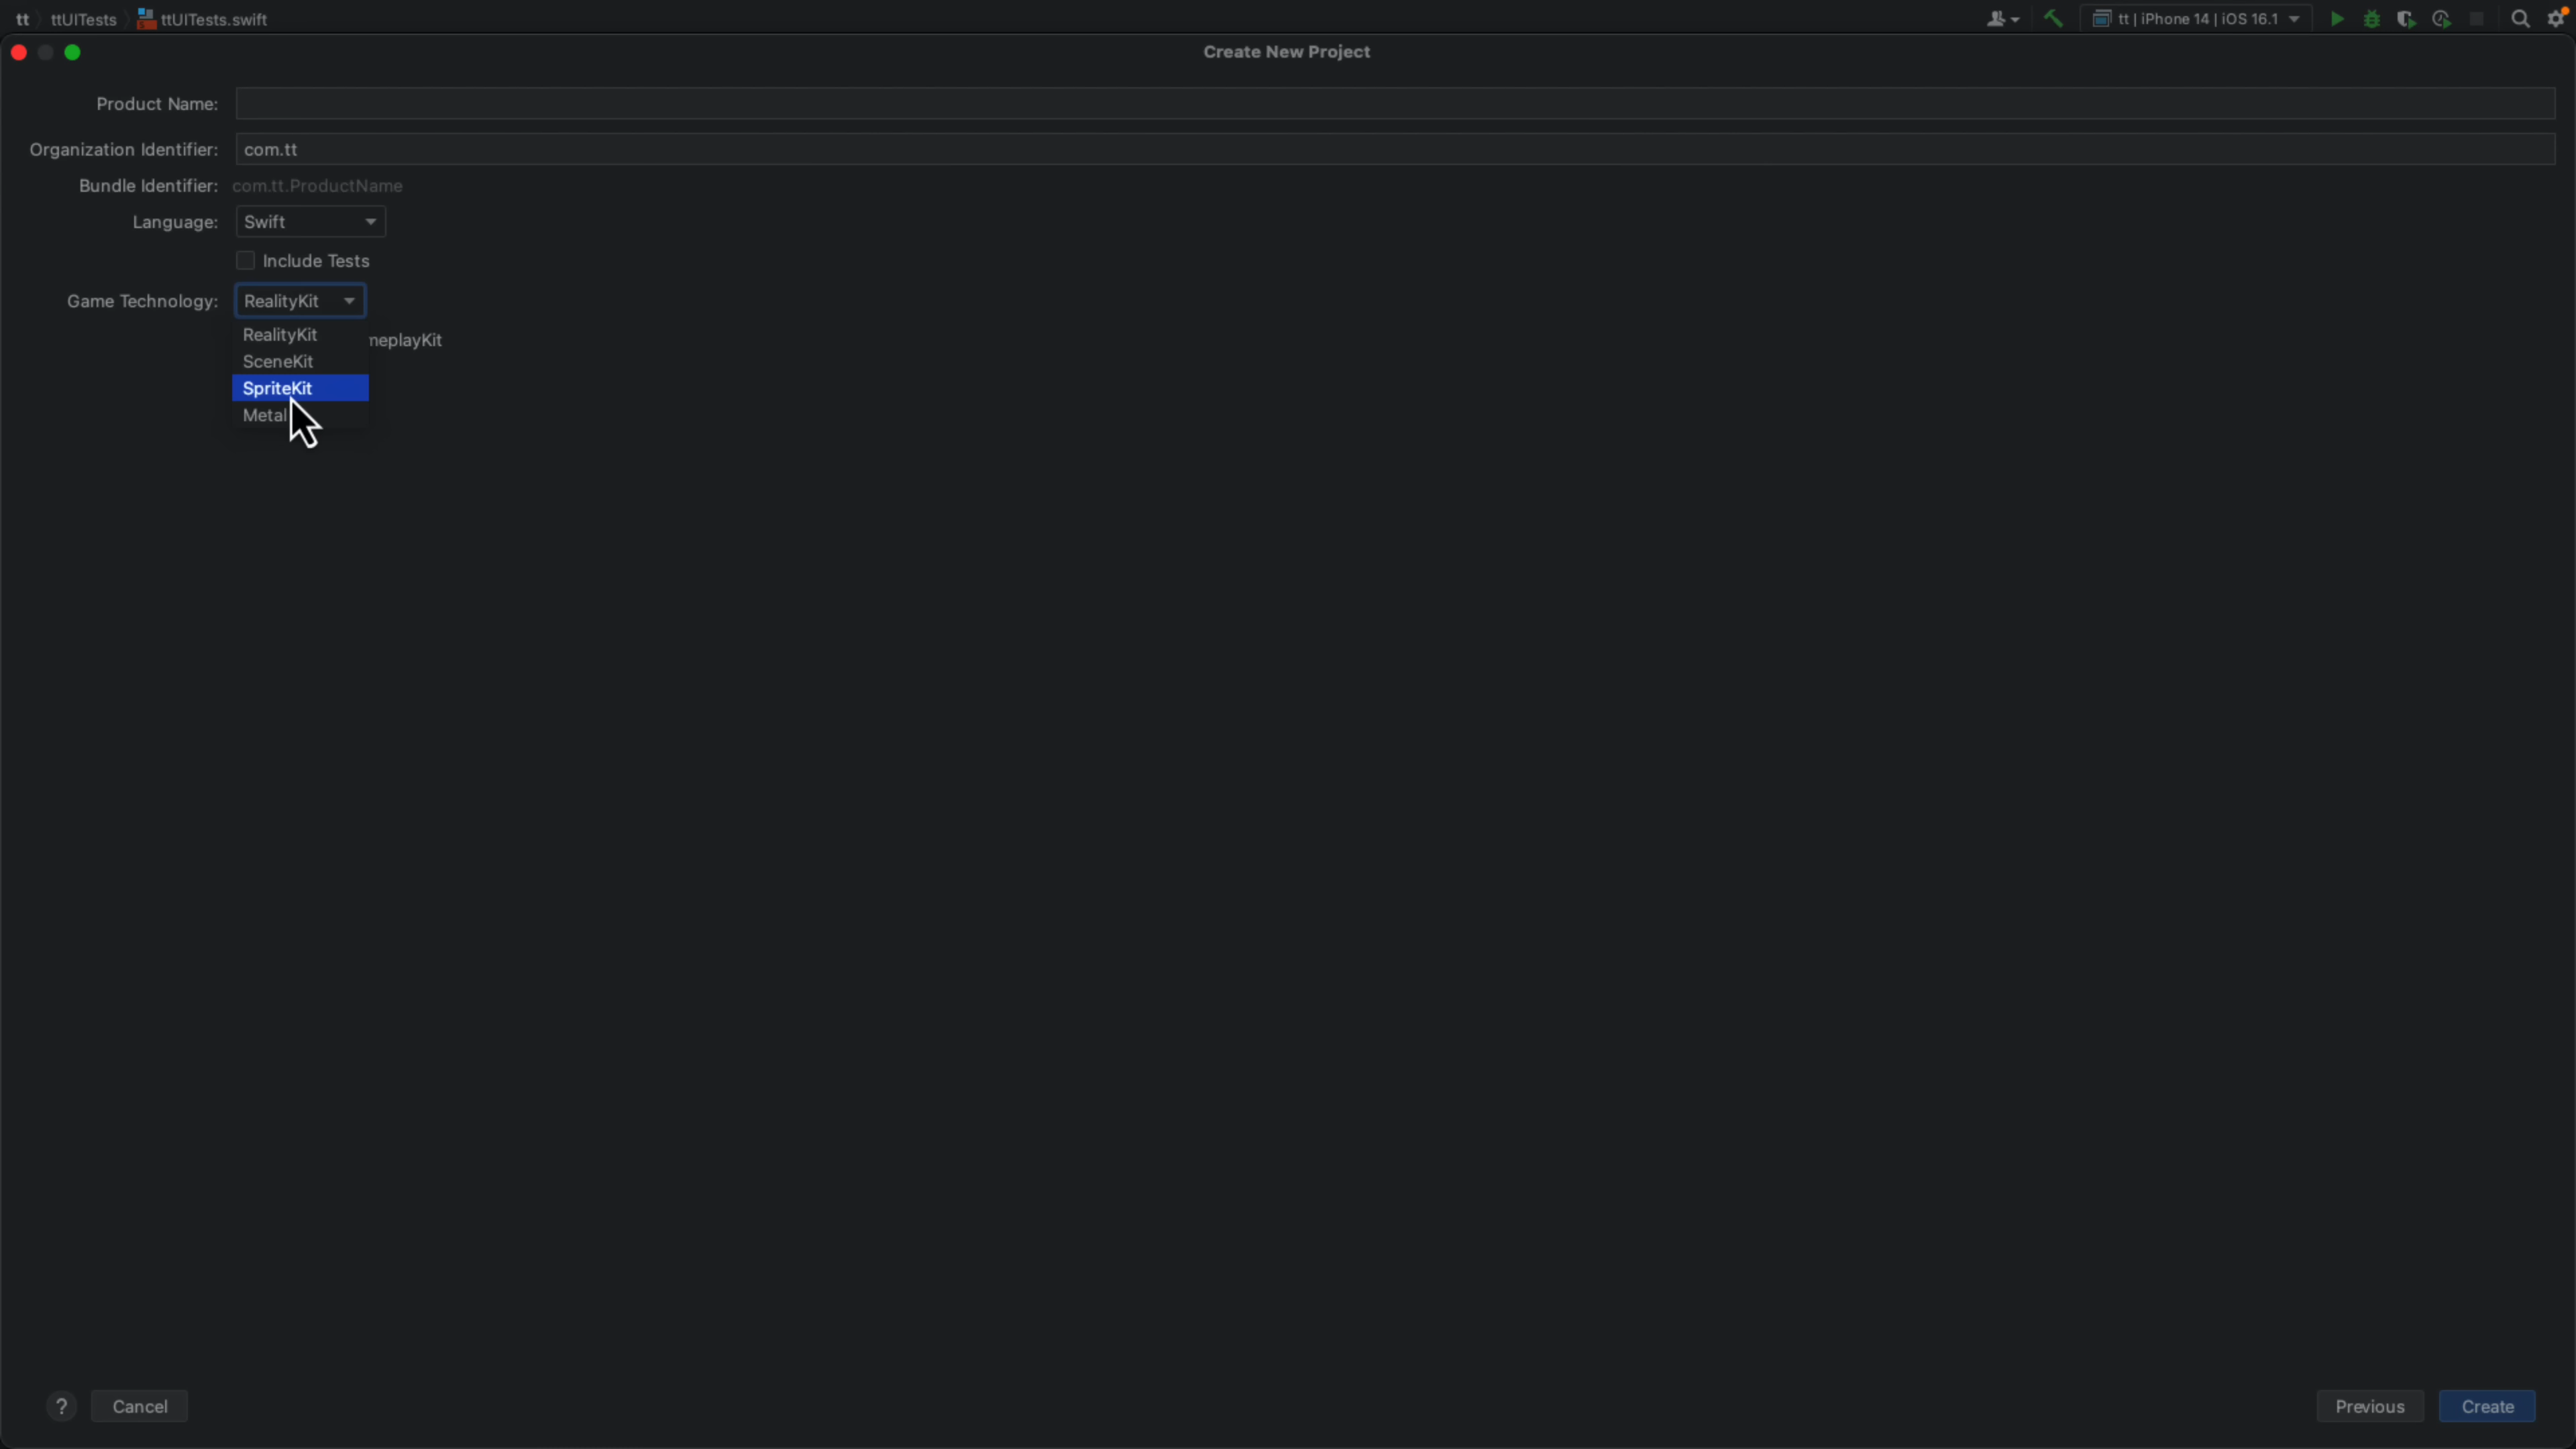 tt ttUITests ttUITests.swift tt | iPhone 14 | iOS 16.1
Create New Project
Product Name:
Organization Identifier: com.tt
Bundle Identifier: com.tt.ProductName
Language: Swift
Include Tests
Game Technology: RealityKit
RealityKit
meplayKit
SceneKit
SpriteKit
Metal
? Cancel Previous Create